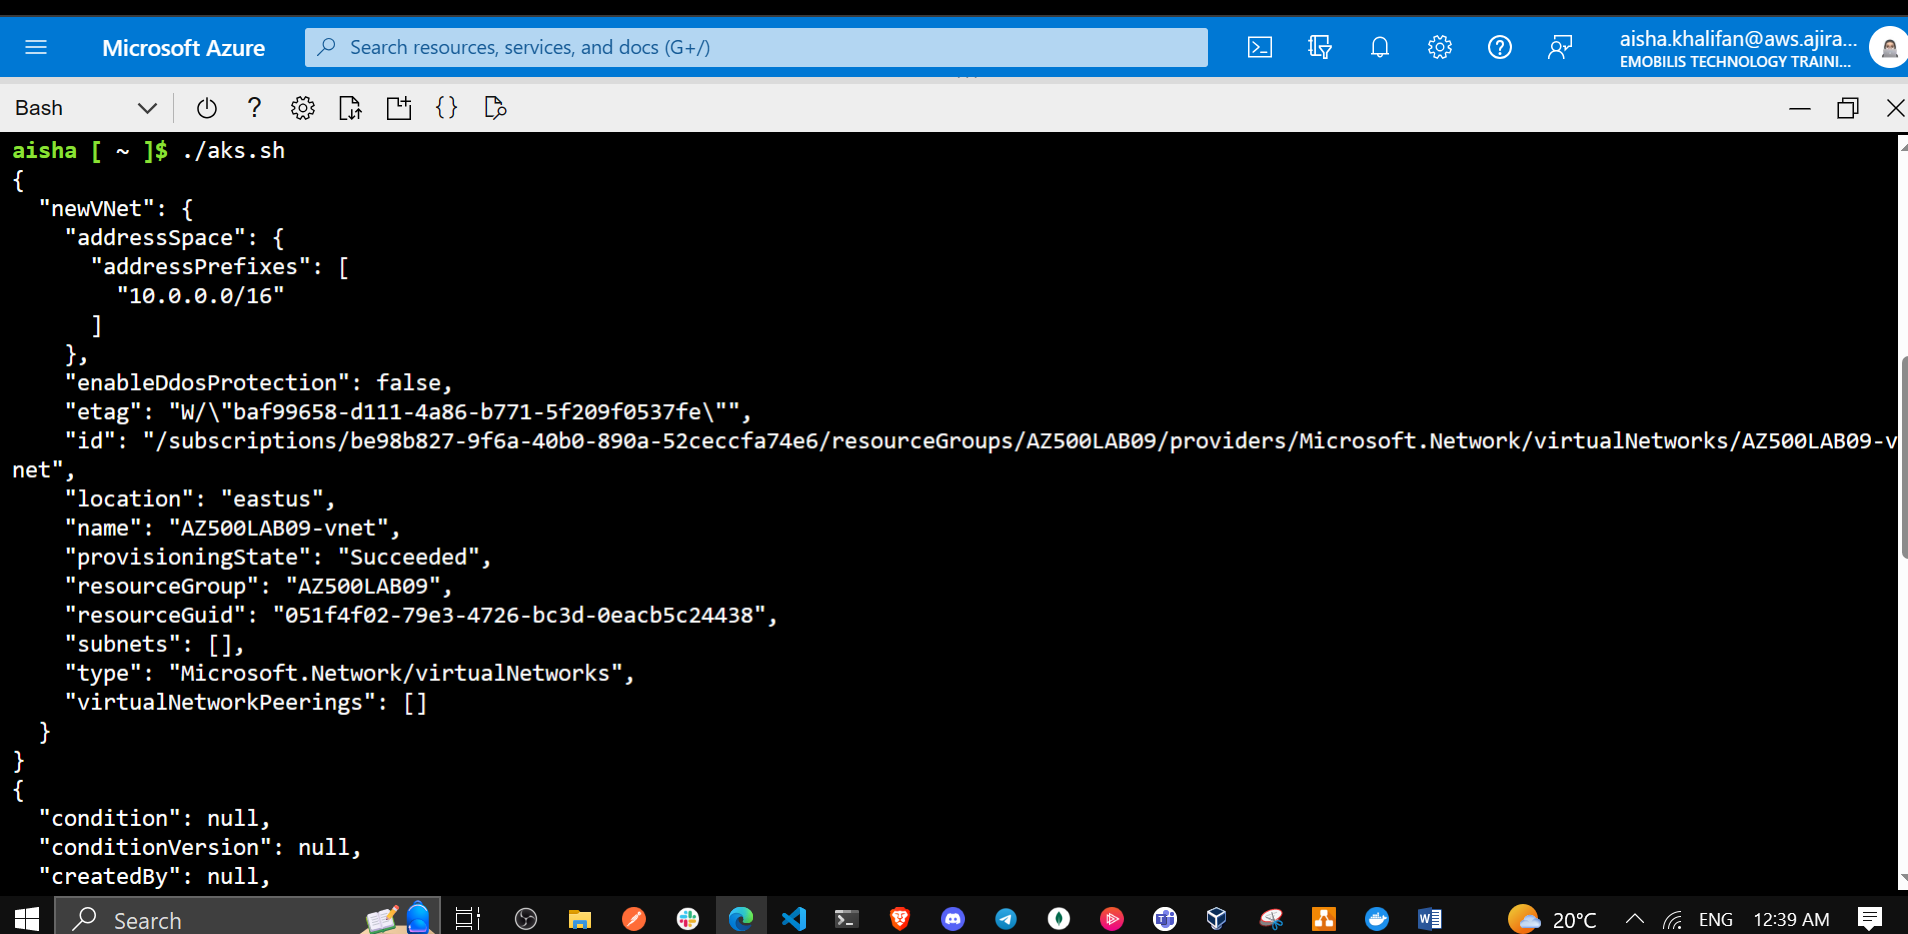 Microsoft Azure
Search resources, services, and docs (G+/)
aisha.khalifan@aws.ajira...
EMOBILIS TECHNOLOGY TRAINI...
Bash
aisha [ ~ ]$ ./aks.sh
{
  "newVNet": {
    "addressSpace": {
      "addressPrefixes": [
        "10.0.0.0/16"
      ]
    },
    "enableDdosProtection": false,
    "etag": "W/\"baf99658-d111-4a86-b771-5f209f0537fe\"",
    "id": "/subscriptions/be98b827-9f6a-40b0-890a-52ceccfa74e6/resourceGroups/AZ500LAB09/providers/Microsoft.Network/virtualNetworks/AZ500LAB09-v
net",
    "location": "eastus",
    "name": "AZ500LAB09-vnet",
    "provisioningState": "Succeeded",
    "resourceGroup": "AZ500LAB09",
    "resourceGuid": "051f4f02-79e3-4726-bc3d-0eacb5c24438",
    "subnets": [],
    "type": "Microsoft.Network/virtualNetworks",
    "virtualNetworkPeerings": []
  }
}
{
  "condition": null,
  "conditionVersion": null,
  "createdBy": null,
Search
20°C
ENG
12:39 AM